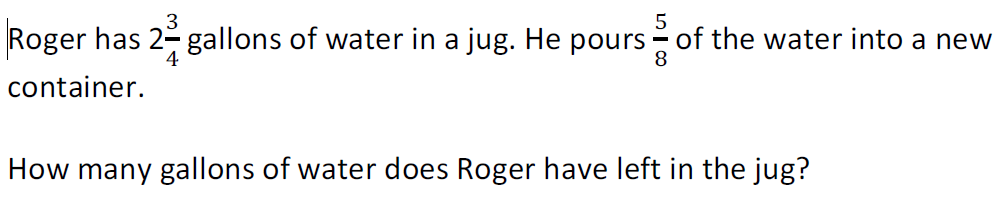 Roger has 2 3/4 gallons of water in a jug. He pours 5/8 of the water into a new
container.
How many gallons of water does Roger have left in the jug?